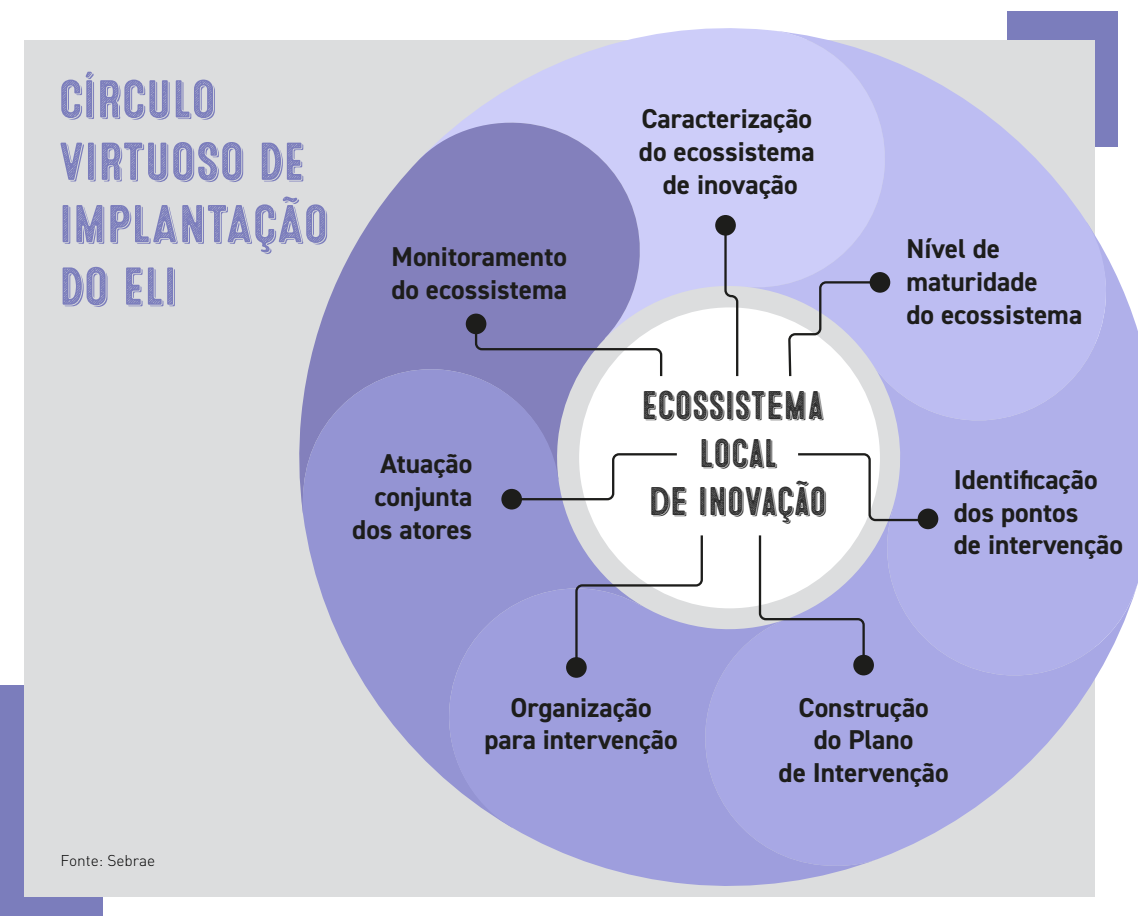 CÍRCULO
VIRTUOSO DE
IMPLANTAÇÃO
DO ELI
Caracterização
do ecossistema
de inovação
Nível de
maturidade
do ecossistema
Identificação
dos pontos
de intervenção
Construção
do Plano
de Intervenção
Organização
para intervenção
Atuação
conjunta
dos atores
Monitoramento
do ecossistema
ECOSSISTEMA
LOCAL
DE INOVAÇÃO
Fonte: Sebrae